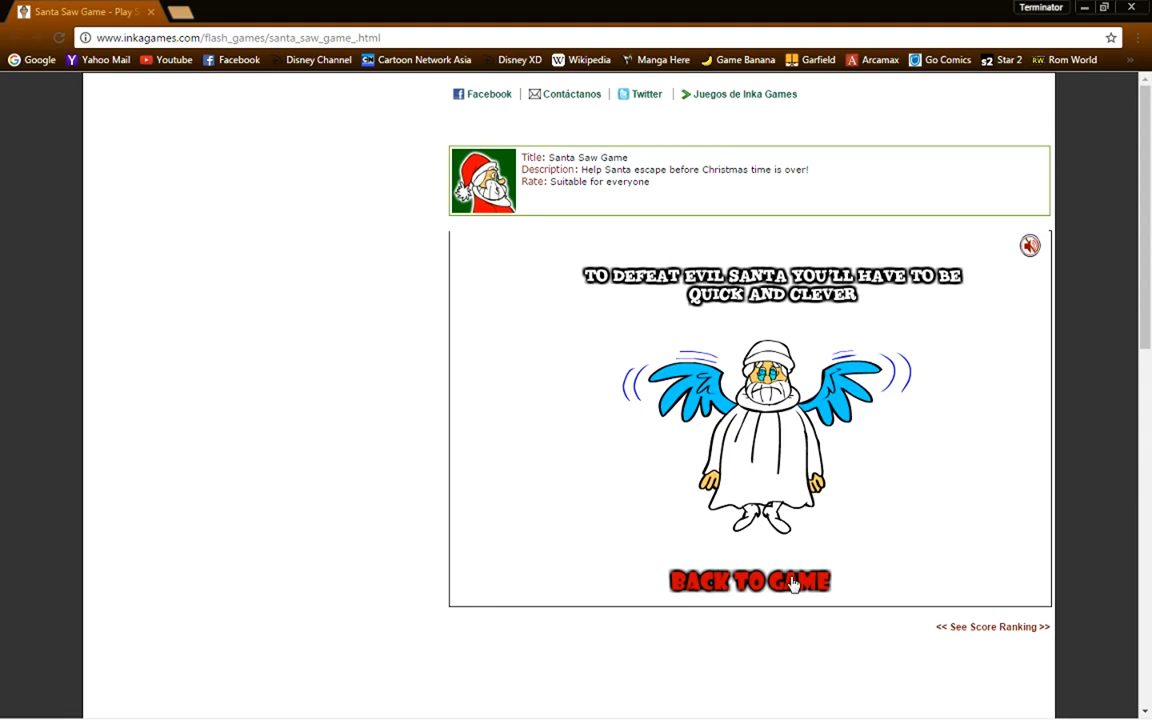 Santa Saw Game - Play S
Terminator
www.inkagames.com/flash_games/santa_saw_game_.html
Google Yahoo Mail Youtube Facebook Disney Channel Cartoon Network Asia Disney XD Wikipedia Manga Here Game Banana Garfield Arcamax Go Comics Star 2 Rom World »
Facebook | Contáctanos | Twitter | Juegos de Inka Games
Title: Santa Saw Game
Description: Help Santa escape before Christmas time is over!
Rate: Suitable for everyone
TO DEFEAT EVIL SANTA YOU'LL HAVE TO BE
QUICK AND CLEVER
BACK TO GAME
<< See Score Ranking >>